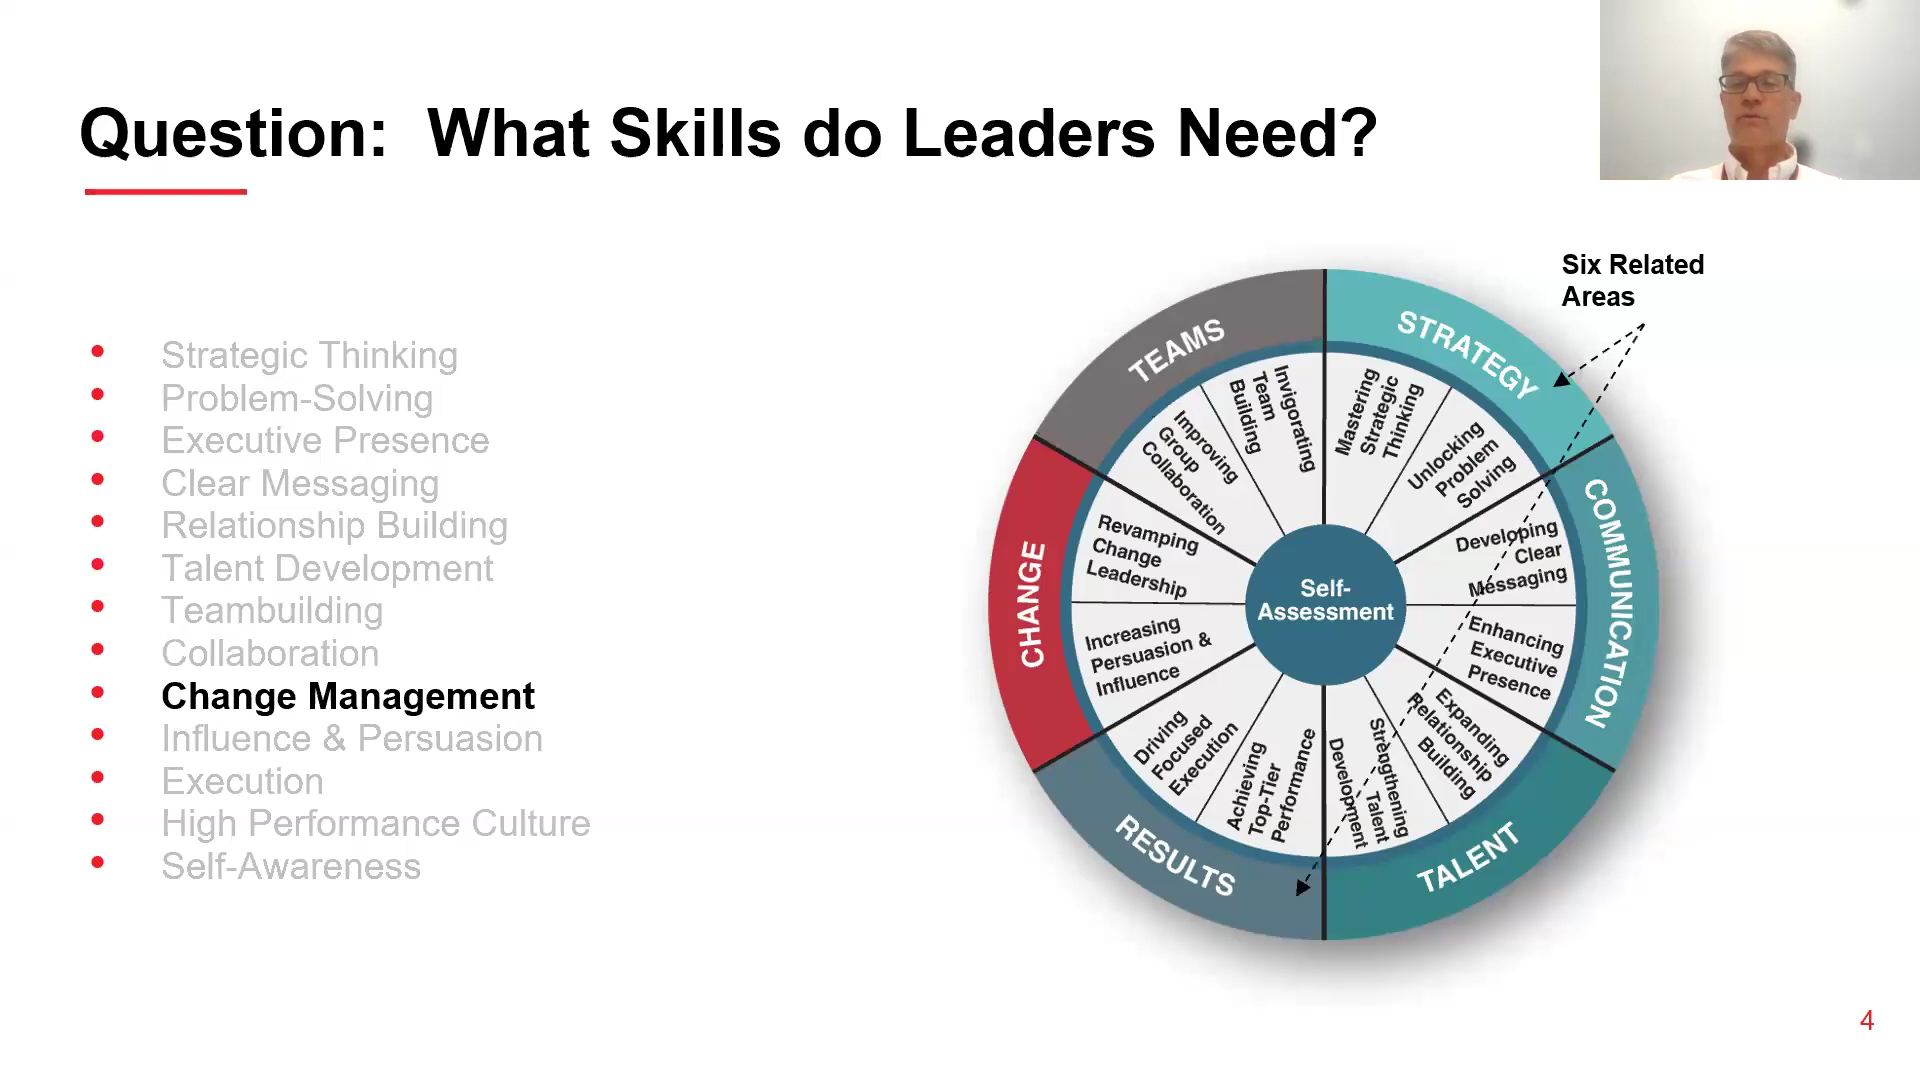 Question:  What Skills do Leaders Need?
Strategic Thinking
Problem-Solving
Executive Presence
Clear Messaging
Relationship Building
Talent Development
Teambuilding
Collaboration
Change Management
Influence & Persuasion
Execution
High Performance Culture
Self-Awareness
Six Related
Areas
STRATEGY
Mastering
Strategic
Thinking
Unlocking
Problem
Solving
COMMUNICATION
Developing
Clear
Messaging
Enhancing
Executive
Presence
TALENT
Expanding
Relationship
Building
Strengthening
Talent
Development
RESULTS
Achieving
Top-Tier
Performance
Driving
Focused
Execution
CHANGE
Increasing
Persuasion &
Influence
Revamping
Change
Leadership
TEAMS
Improving
Group
Collaboration
Invigorating
Team
Building
Self-
Assessment
4